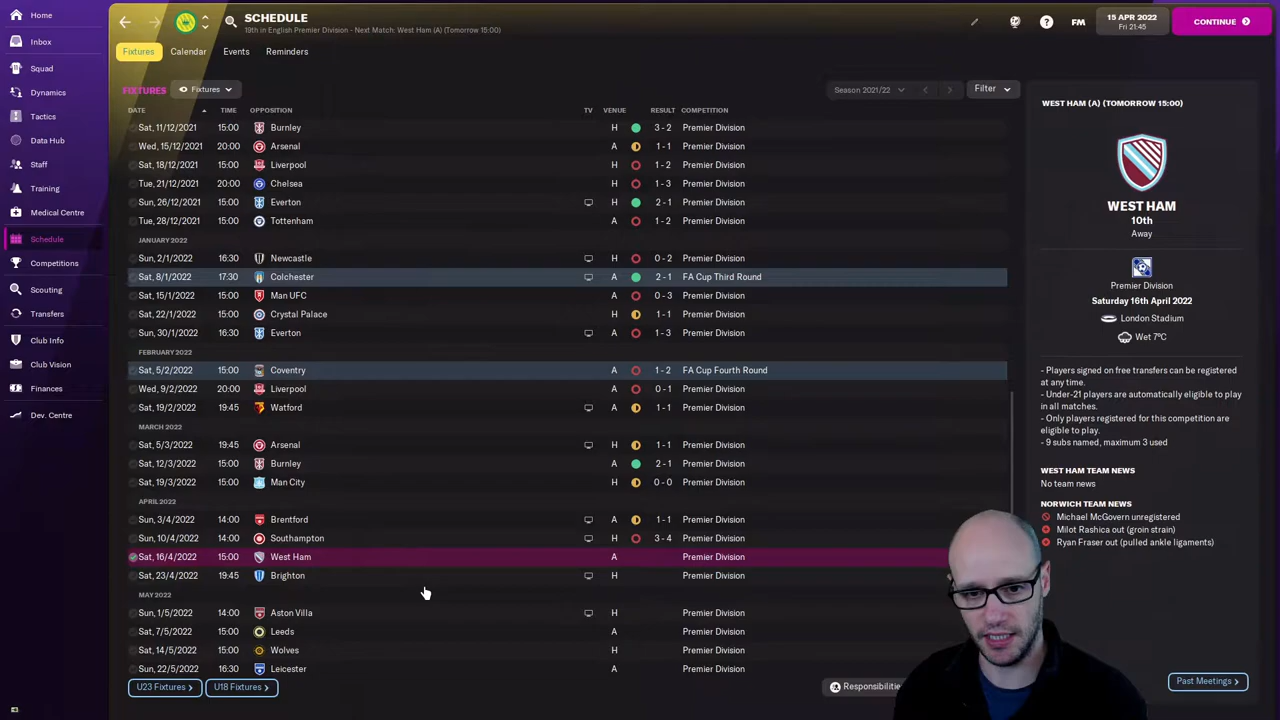 Home
Inbox
Squad
Dynamics
Tactics
Data Hub
Staff
Training
Medical Centre
Schedule
Competitions
Scouting
Transfers
Club Info
Club Vision
Finances
Dev. Centre
SCHEDULE
19th in English Premier Division - Next Match: West Ham (A) (Tomorrow 15:00)
FM
15 APR 2022
Fri 21:45
CONTINUE
Fixtures Calendar Events Reminders
FIXTURES Fixtures Season 2021/22 Filter
DATE TIME OPPOSITION TV VENUE RESULT COMPETITION
Sat, 11/12/2021 15:00 Burnley H 3 - 2 Premier Division
Wed, 15/12/2021 20:00 Arsenal A 1 - 1 Premier Division
Sat, 18/12/2021 15:00 Liverpool H 1 - 2 Premier Division
Tue, 21/12/2021 20:00 Chelsea H 1 - 3 Premier Division
Sun, 26/12/2021 15:00 Everton H 2 - 1 Premier Division
Tue, 28/12/2021 15:00 Tottenham A 1 - 2 Premier Division
JANUARY 2022
Sun, 2/1/2022 16:30 Newcastle H 0 - 2 Premier Division
Sat, 8/1/2022 17:30 Colchester A 2 - 1 FA Cup Third Round
Sat, 15/1/2022 15:00 Man UFC A 0 - 3 Premier Division
Sat, 22/1/2022 15:00 Crystal Palace H 1 - 1 Premier Division
Sun, 30/1/2022 16:30 Everton A 1 - 3 Premier Division
FEBRUARY 2022
Sat, 5/2/2022 15:00 Coventry A 1 - 2 FA Cup Fourth Round
Wed, 9/2/2022 20:00 Liverpool A 0 - 1 Premier Division
Sat, 19/2/2022 19:45 Watford A 1 - 1 Premier Division
MARCH 2022
Sat, 5/3/2022 19:45 Arsenal H 1 - 1 Premier Division
Sat, 12/3/2022 15:00 Burnley A 2 - 1 Premier Division
Sat, 19/3/2022 15:00 Man City H 0 - 0 Premier Division
APRIL 2022
Sun, 3/4/2022 14:00 Brentford A 1 - 1 Premier Division
Sun, 10/4/2022 14:00 Southampton H 3 - 4 Premier Division
Sat, 16/4/2022 15:00 West Ham A Premier Division
Sat, 23/4/2022 19:45 Brighton H Premier Division
MAY 2022
Sun, 1/5/2022 14:00 Aston Villa H Premier Division
Sat, 7/5/2022 15:00 Leeds A Premier Division
Sat, 14/5/2022 15:00 Wolves H Premier Division
Sun, 22/5/2022 16:30 Leicester A Premier Division
U23 Fixtures U18 Fixtures
WEST HAM (A) (TOMORROW 15:00)
WEST HAM
10th
Away
Premier Division
Saturday 16th April 2022
London Stadium
Wet 7ºC
- Players signed on free transfers can be registered
at any time.
- Under-21 players are automatically eligible to play
in all matches.
- Only players registered for this competition are
eligible to play.
- 9 subs named, maximum 3 used
WEST HAM TEAM NEWS
No team news
NORWICH TEAM NEWS
Michael McGovern unregistered
Milot Rashica out (groin strain)
Ryan Fraser out (pulled ankle ligaments)
Past Meetings